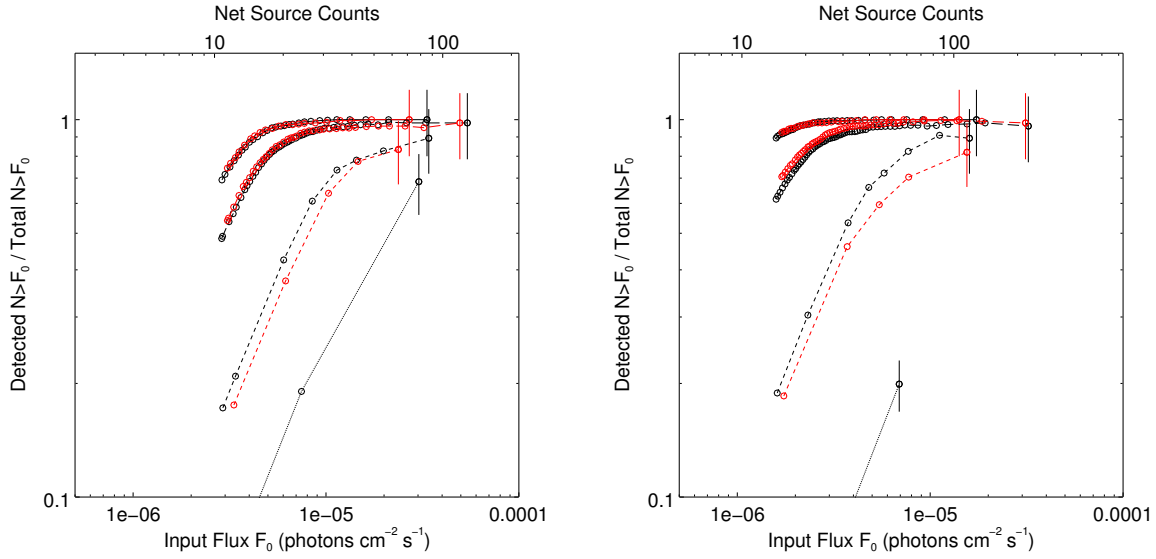 Net Source Counts
10 100
1
0.1
Detected N>F₀ / Total N>F₀
1e-06 1e-05 0.0001
Input Flux F₀ (photons cm⁻² s⁻¹)
Net Source Counts
10 100
1
0.1
Detected N>F₀ / Total N>F₀
1e-06 1e-05 0.0001
Input Flux F₀ (photons cm⁻² s⁻¹)